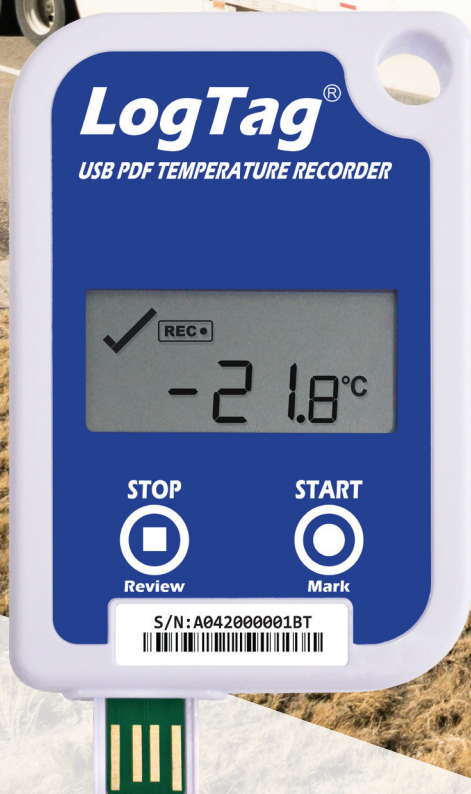 LogTag®
USB PDF TEMPERATURE RECORDER
REC
-21.8°C
STOP
START
Review
Mark
S/N:A042000001BT